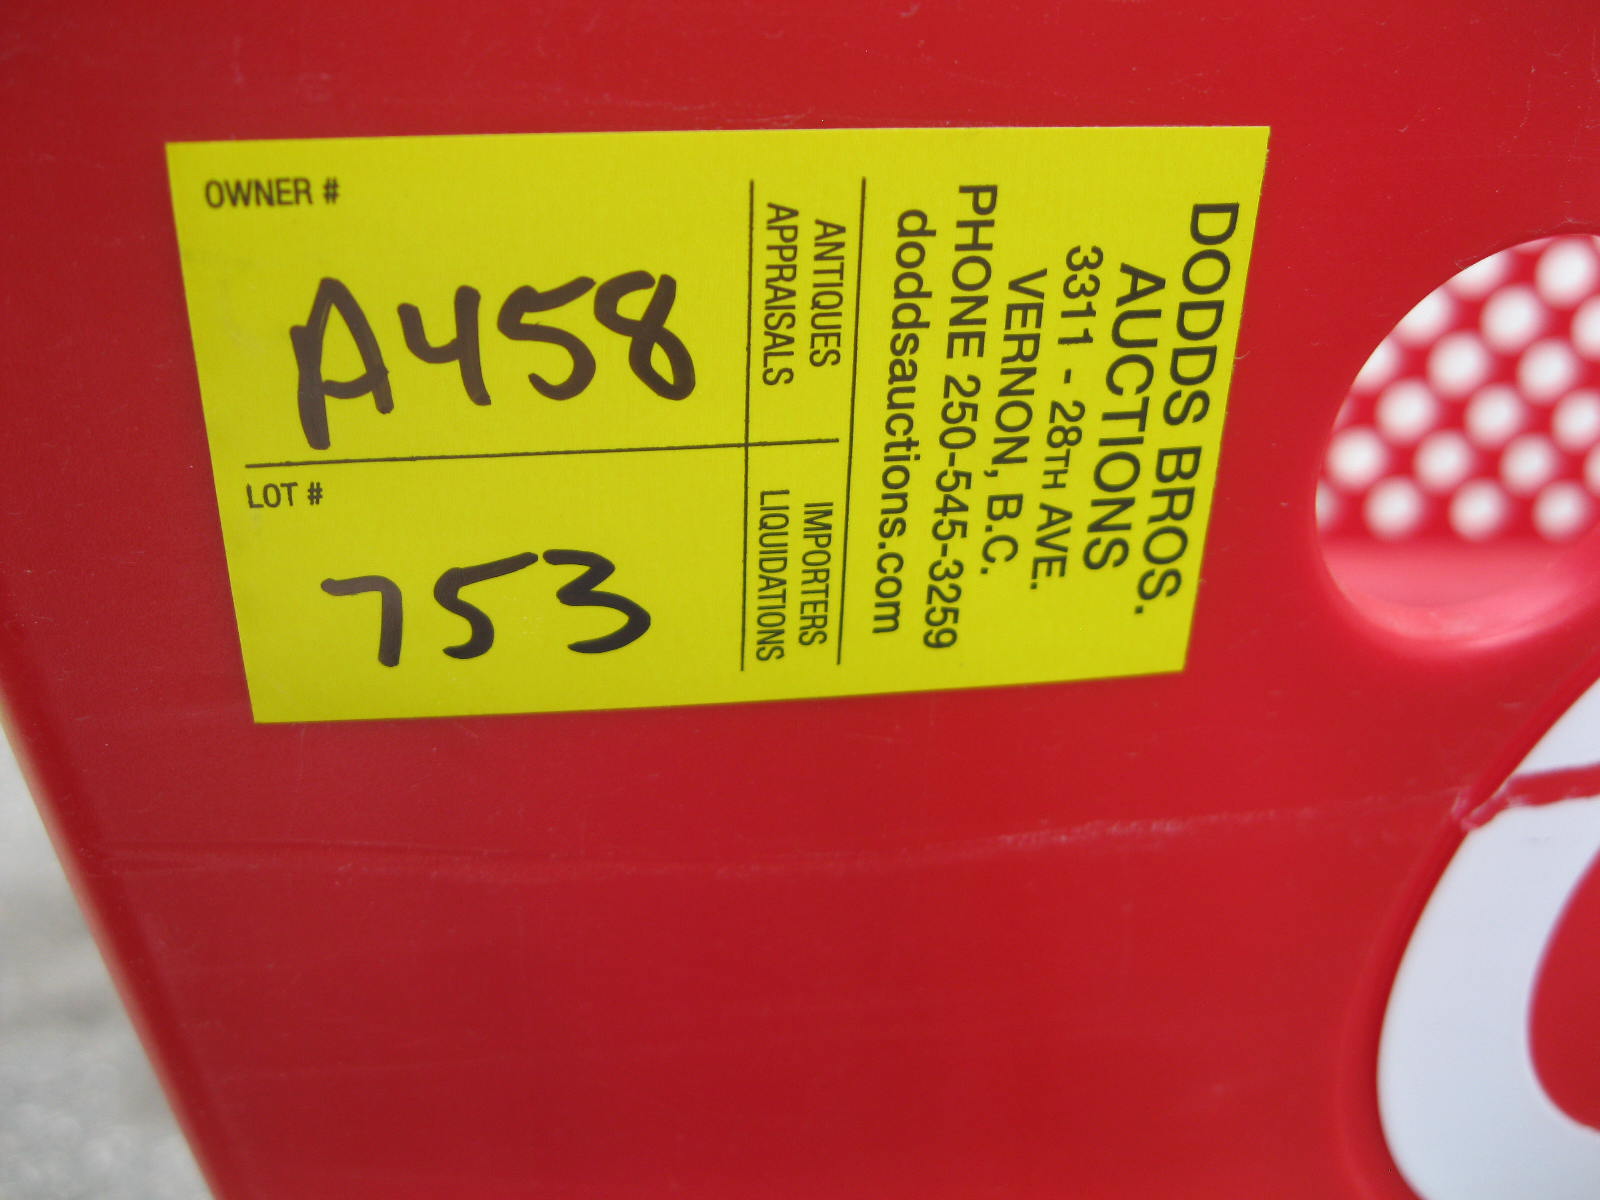 OWNER #
A458
LOT #
753
DODDS BROS.
AUCTIONS
3311 - 28TH AVE.
VERNON, B.C.
PHONE 250-545-3259
doddsauctions.com
ANTIQUES IMPORTERS
APPRAISALS LIQUIDATIONS